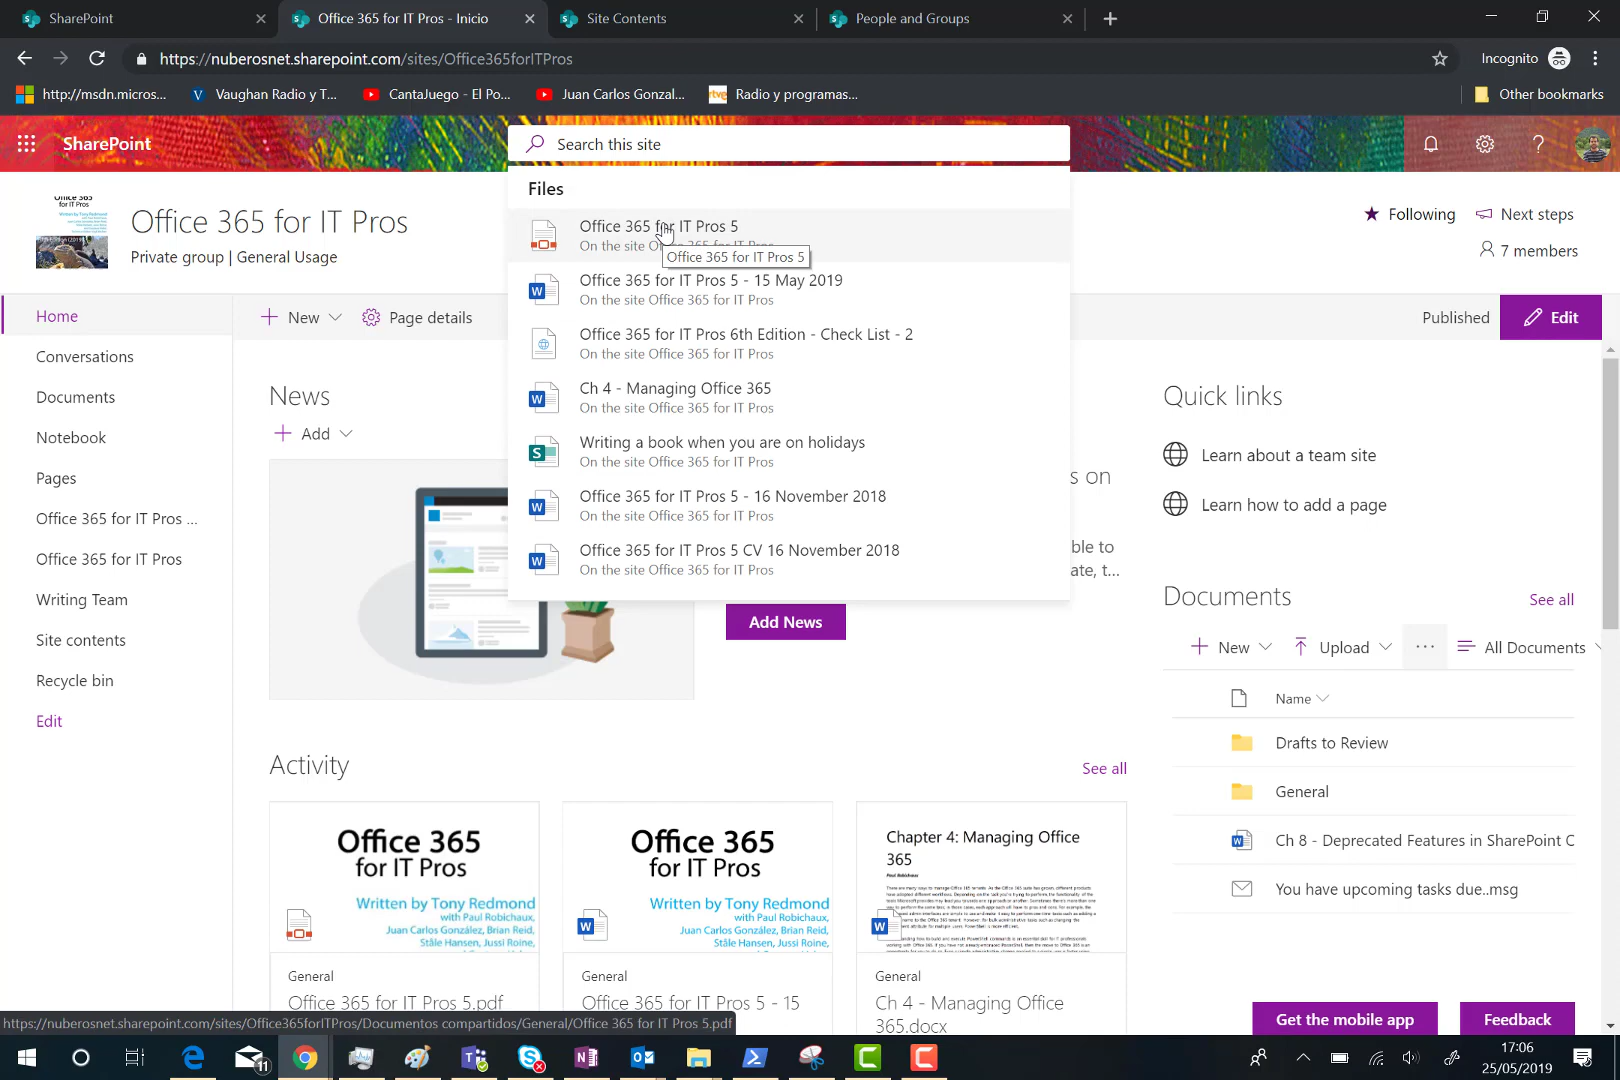 SharePoint
Office 365 for IT Pros - Inicio
Site Contents
People and Groups
https://nuberosnet.sharepoint.com/sites/Office365forITPros
Incognito
http://msdn.micros...
Vaughan Radio y T...
CantaJuego - El Po...
Juan Carlos Gonzal...
Radio y programas...
Other bookmarks
SharePoint
Search this site
Office 365
for IT Pros
Written by Tony Redmond
Office 365 for IT Pros
Private group | General Usage
Following
Next steps
7 members
Files
Office 365 for IT Pros 5
On the site
Office 365 for IT Pros 5
Office 365 for IT Pros 5 - 15 May 2019
On the site Office 365 for IT Pros
Office 365 for IT Pros 6th Edition - Check List - 2
On the site Office 365 for IT Pros
Ch 4 - Managing Office 365
On the site Office 365 for IT Pros
Writing a book when you are on holidays
On the site Office 365 for IT Pros
Office 365 for IT Pros 5 - 16 November 2018
On the site Office 365 for IT Pros
Office 365 for IT Pros 5 CV 16 November 2018
On the site Office 365 for IT Pros
Home
Conversations
Documents
Notebook
Pages
Office 365 for IT Pros ...
Office 365 for IT Pros
Writing Team
Site contents
Recycle bin
Edit
New
Page details
Published
Edit
News
Add
s on
ble to
ate, t...
Add News
Quick links
Learn about a team site
Learn how to add a page
Documents
See all
New
Upload
...
All Documents
Name
Drafts to Review
General
Ch 8 - Deprecated Features in SharePoint O
You have upcoming tasks due..msg
Activity
See all
Office 365
for IT Pros
Written by Tony Redmond
with Paul Robichaux,
Juan Carlos González, Brian Reid,
Ståle Hansen, Jussi Roine,
General
Office 365 for IT Pros 5.pdf
Office 365
for IT Pros
Written by Tony Redmond
with Paul Robichaux,
Juan Carlos González, Brian Reid,
Ståle Hansen, Jussi Roine,
General
Office 365 for IT Pros 5 - 15
Chapter 4: Managing Office
365
Paul Robichaux
General
Ch 4 - Managing Office
365.docx
Get the mobile app
Feedback
https://nuberosnet.sharepoint.com/sites/Office365forITPros/Documentos compartidos/General/Office 365 for IT Pros 5.pdf
11
17:06
25/05/2019